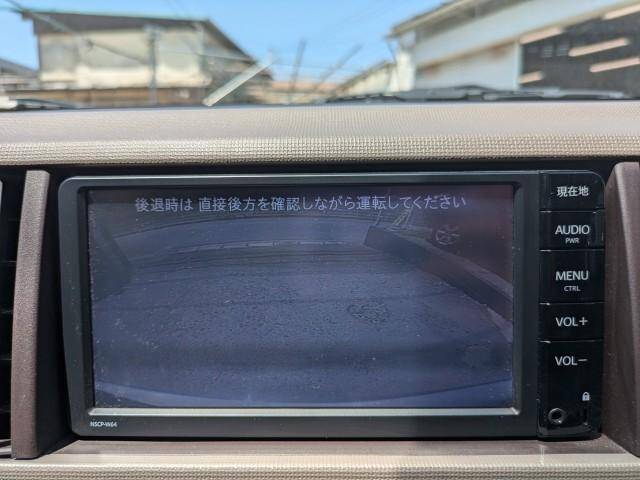 後退時は 直接後方を確認しながら運転してください
現在地
AUDIO
PWR
MENU
CTRL
VOL+
VOL−
NSCP-W64